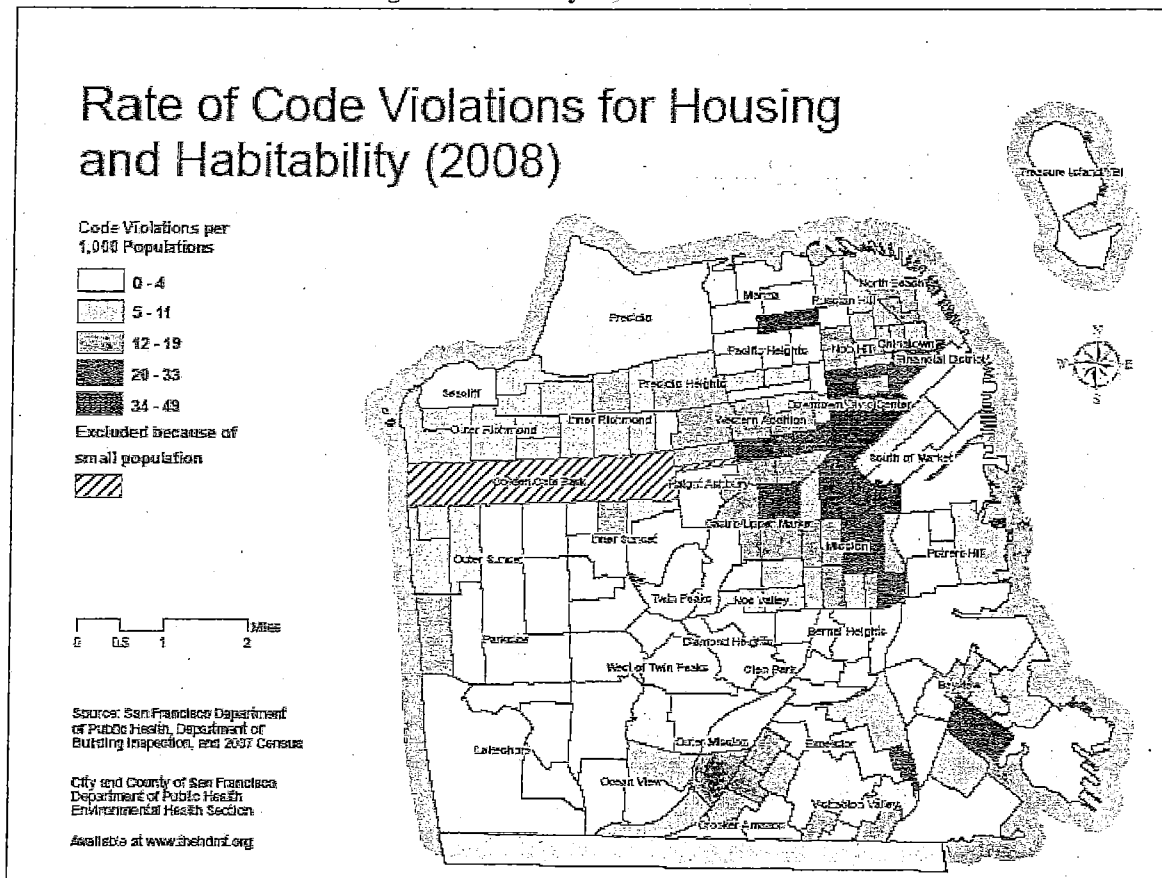 Rate of Code Violations for Housing
and Habitability (2008)
Code Violations per
1,000 Populations
0 - 4
5 - 11
12 - 19
20 - 33
34 - 49
Excluded because of
small population
Miles
0 0.5 1 2
Source: San Francisco Department
of Public Health, Department of
Building Inspection, and 2007 Census
City and County of San Francisco
Department of Public Health
Environmental Health Section
Available at www.thehdmt.org
Treasure Island/YBI
N
W E
S
North Beach
Marina
Russian Hill
Presidio
Nob Hill
Chinatown
Pacific Heights
Financial District
Presidio Heights
Seacliff
Downtown/Civic Center
Inner Richmond
Western Addition
Outer Richmond
South of Market
Golden Gate Park
Haight Ashbury
Castro/Upper Market
Inner Sunset
Mission
Potrero Hill
Outer Sunset
Twin Peaks
Noe Valley
Parkside
Diamond Heights
Bernal Heights
West of Twin Peaks
Glen Park
Bayview
Lakeshore
Outer Mission
Excelsior
Ocean View
Visitacion Valley
Crocker Amazon